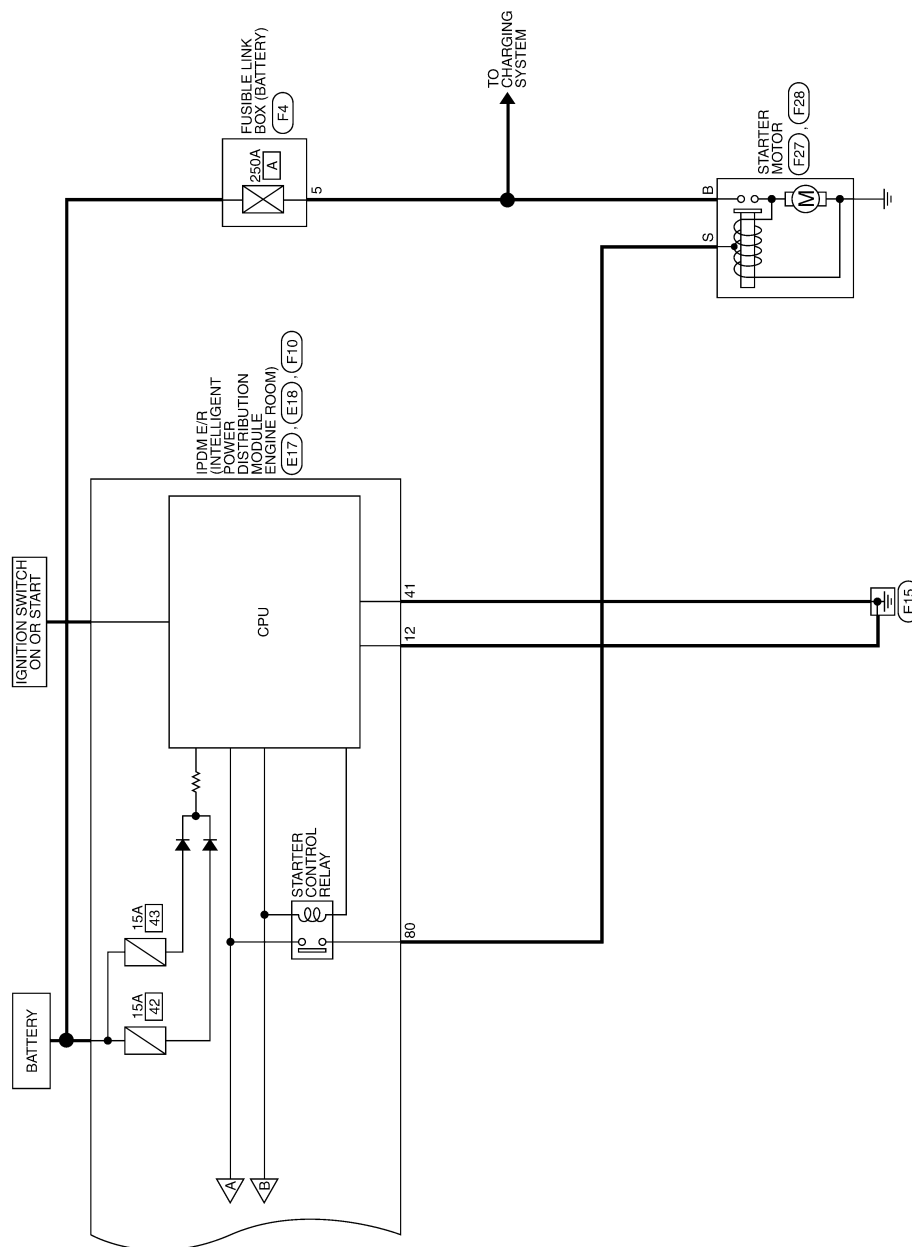 BATTERY
15A
42
15A
43
IGNITION SWITCH
ON OR START
CPU
A
B
STARTER
CONTROL
RELAY
80
12
41
IPDM E/R
(INTELLIGENT
POWER
DISTRIBUTION
MODULE
ENGINE ROOM)
E17 , E18 , F10
FUSIBLE LINK
BOX (BATTERY)
F4
250A
A
5
TO
CHARGING
SYSTEM
S
B
STARTER
MOTOR
F27 , F28
M